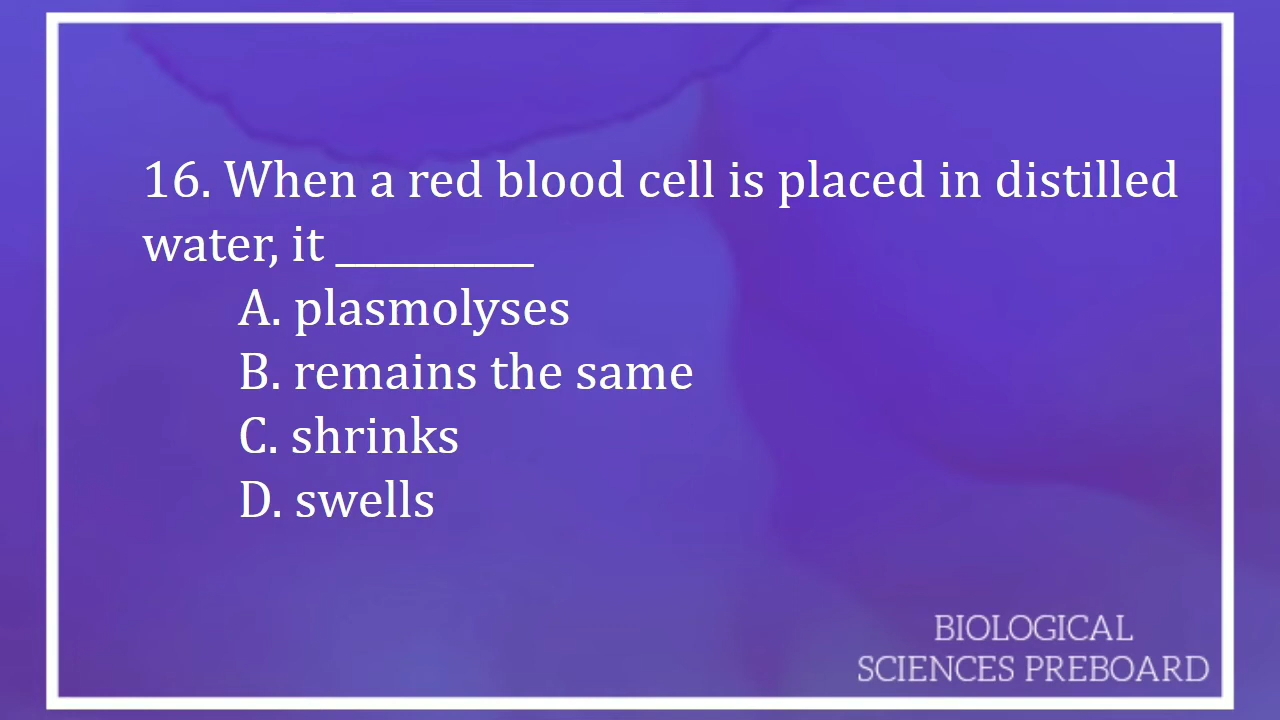 16. When a red blood cell is placed in distilled
water, it __________
A. plasmolyses
B. remains the same
C. shrinks
D. swells
BIOLOGICAL
SCIENCES PREBOARD